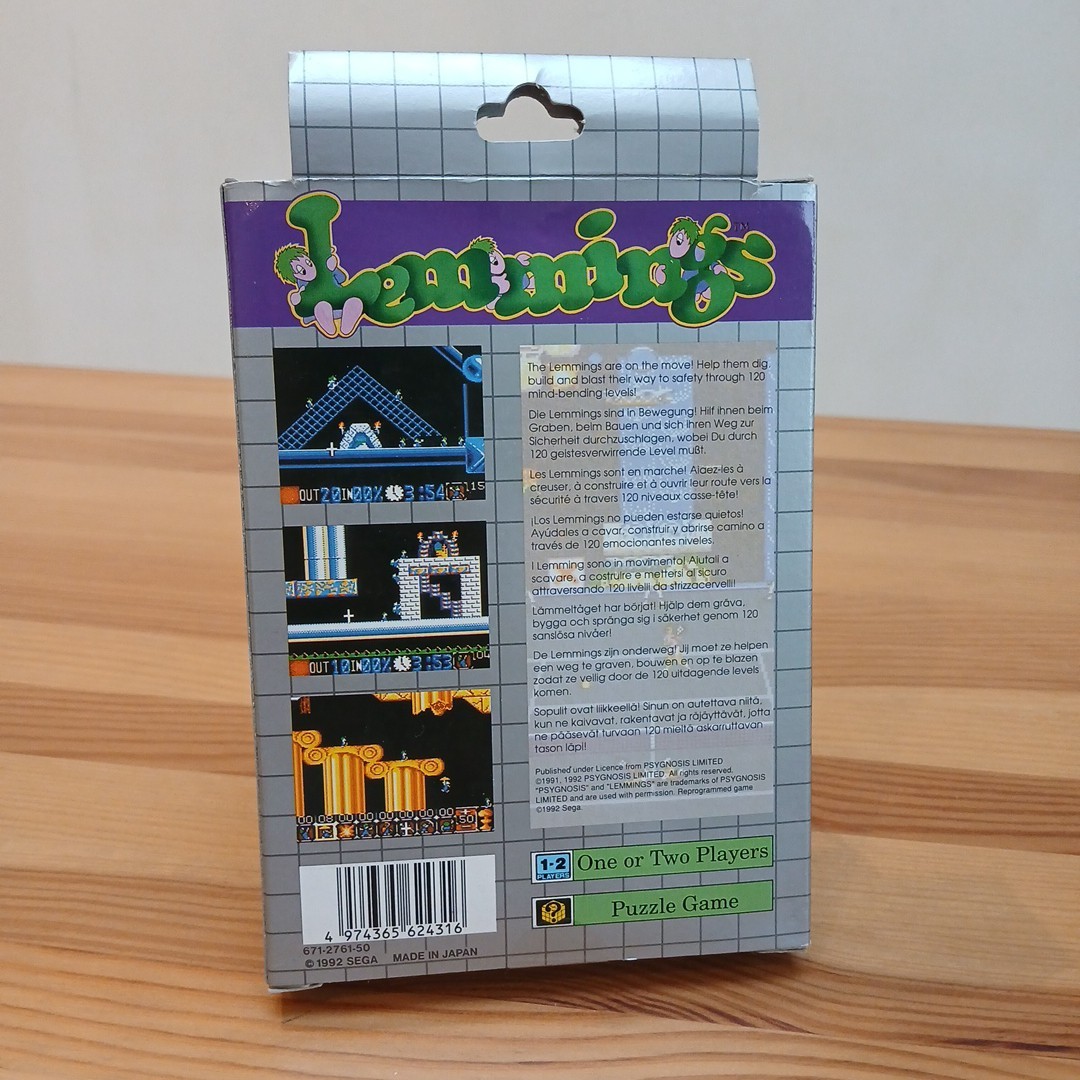 Lemmings™
OUT20IN00% 3:54
OUT10IN00% 3:53
The Lemmings are on the move! Help them dig,
build and blast their way to safety through 120
mind-bending levels!
Die Lemmings sind in Bewegung! Hilf ihnen beim
Graben, beim Bauen und sich ihren Weg zur
Sicherheit durchzuschlagen, wobei Du durch
120 geistesverwirrende Level mußt.
Les Lemmings sont en marche! Aidez-les à
creuser, à construire et à ouvrir leur route vers la
sécurité à travers 120 niveaux casse-tête!
¡Los Lemmings no pueden estarse quietos!
Ayúdales a cavar, construir y abrirse camino a
través de 120 emocionantes niveles.
I Lemming sono in movimento! Aiutali a
scavare, a costruire e mettersi al sicuro
attraversando 120 livelli da strizzacervelli!
Lämmeltåget har börjat! Hjälp dem gräva,
bygga och spränga sig i säkerhet genom 120
sanslösa nivåer!
De Lemmings zijn onderweg! Jij moet ze helpen
een weg te graven, bouwen en op te blazen
zodat ze veilig door de 120 uitdagende levels
komen.
Sopulit ovat liikkeellä! Sinun on autettava niitä,
kun ne kaivavat, rakentavat ja räjäyttävät, jotta
ne pääsevät turvaan 120 mieltä askarruttavan
tason läpi!
Published under Licence from PSYGNOSIS LIMITED
©1991, 1992 PSYGNOSIS LIMITED. All rights reserved.
"PSYGNOSIS" and "LEMMINGS" are trademarks of PSYGNOSIS
LIMITED and are used with permission. Reprogrammed game
©1992 Sega.
1-2
PLAYERS
One or Two Players
Puzzle Game
4 974365 624316
671-2761-50
©1992 SEGA MADE IN JAPAN